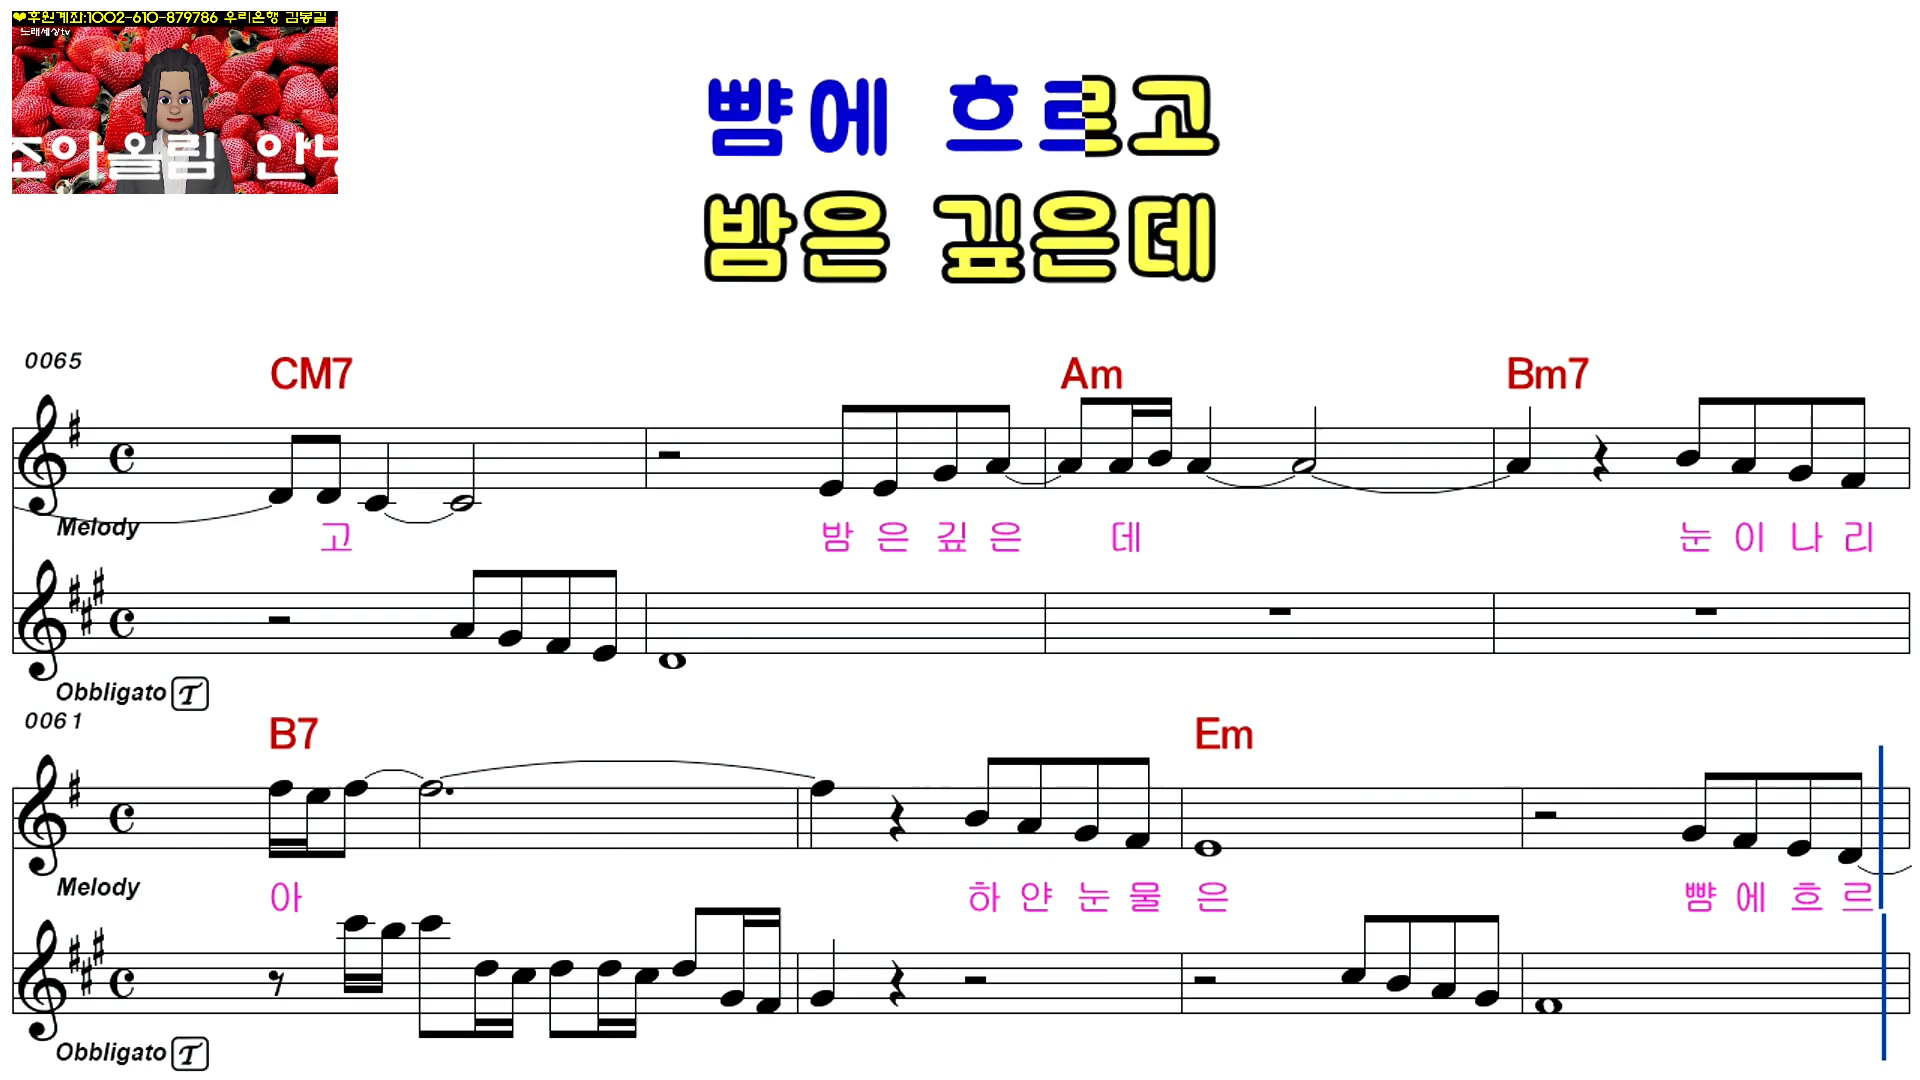 ❤후원계좌:1002-610-879786 우리은행 김봉길
노래세상tv
조아올림 안녕
뺨에 흐르고
밤은 깊은데
0065
CM7 Am Bm7
Melody
고 밤 은 깊 은 데 눈 이 나 리
Obbligato T
0061
B7 Em
Melody
아 하 얀 눈 물 은 뺨 에 흐 르
Obbligato T